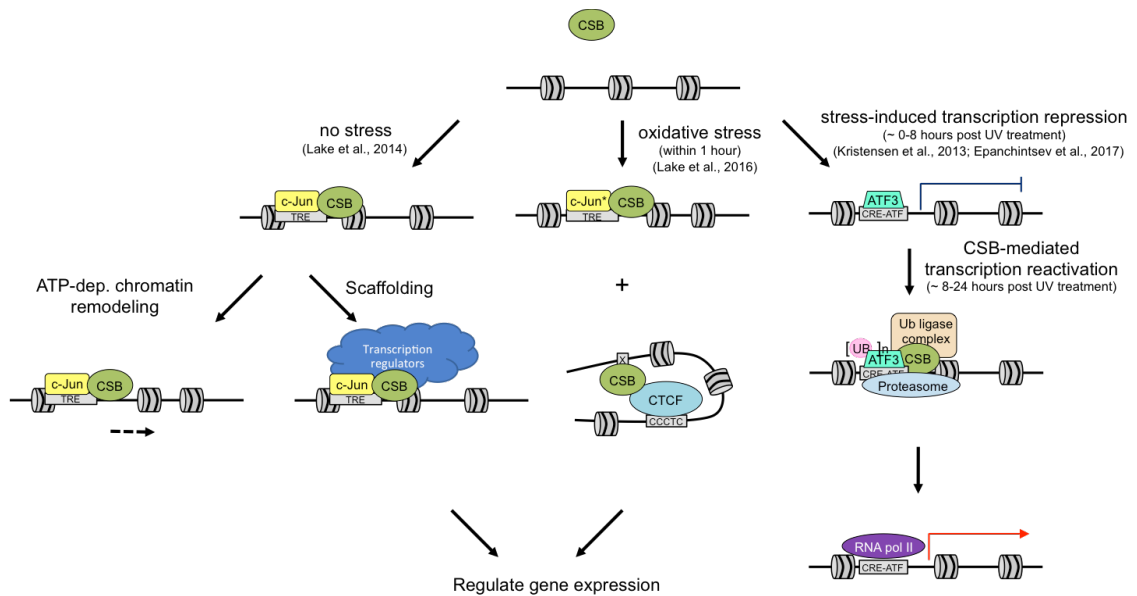 CSB
no stress
(Lake et al., 2014)
oxidative stress
(within 1 hour)
(Lake et al., 2016)
stress-induced transcription repression
(~ 0-8 hours post UV treatment)
(Kristensen et al., 2013; Epanchintsev et al., 2017)
c-Jun
CSB
TRE
c-Jun*
CSB
TRE
ATF3
CRE-ATF
ATP-dep. chromatin
remodeling
Scaffolding
+
CSB-mediated
transcription reactivation
(~ 8-24 hours post UV treatment)
c-Jun
CSB
TRE
Transcription
regulators
c-Jun
CSB
TRE
X
CSB
CTCF
CCCTC
Ub ligase
complex
[ UB ]n
ATF3
CSB
CRE-ATF
Proteasome
RNA pol II
CRE-ATF
Regulate gene expression